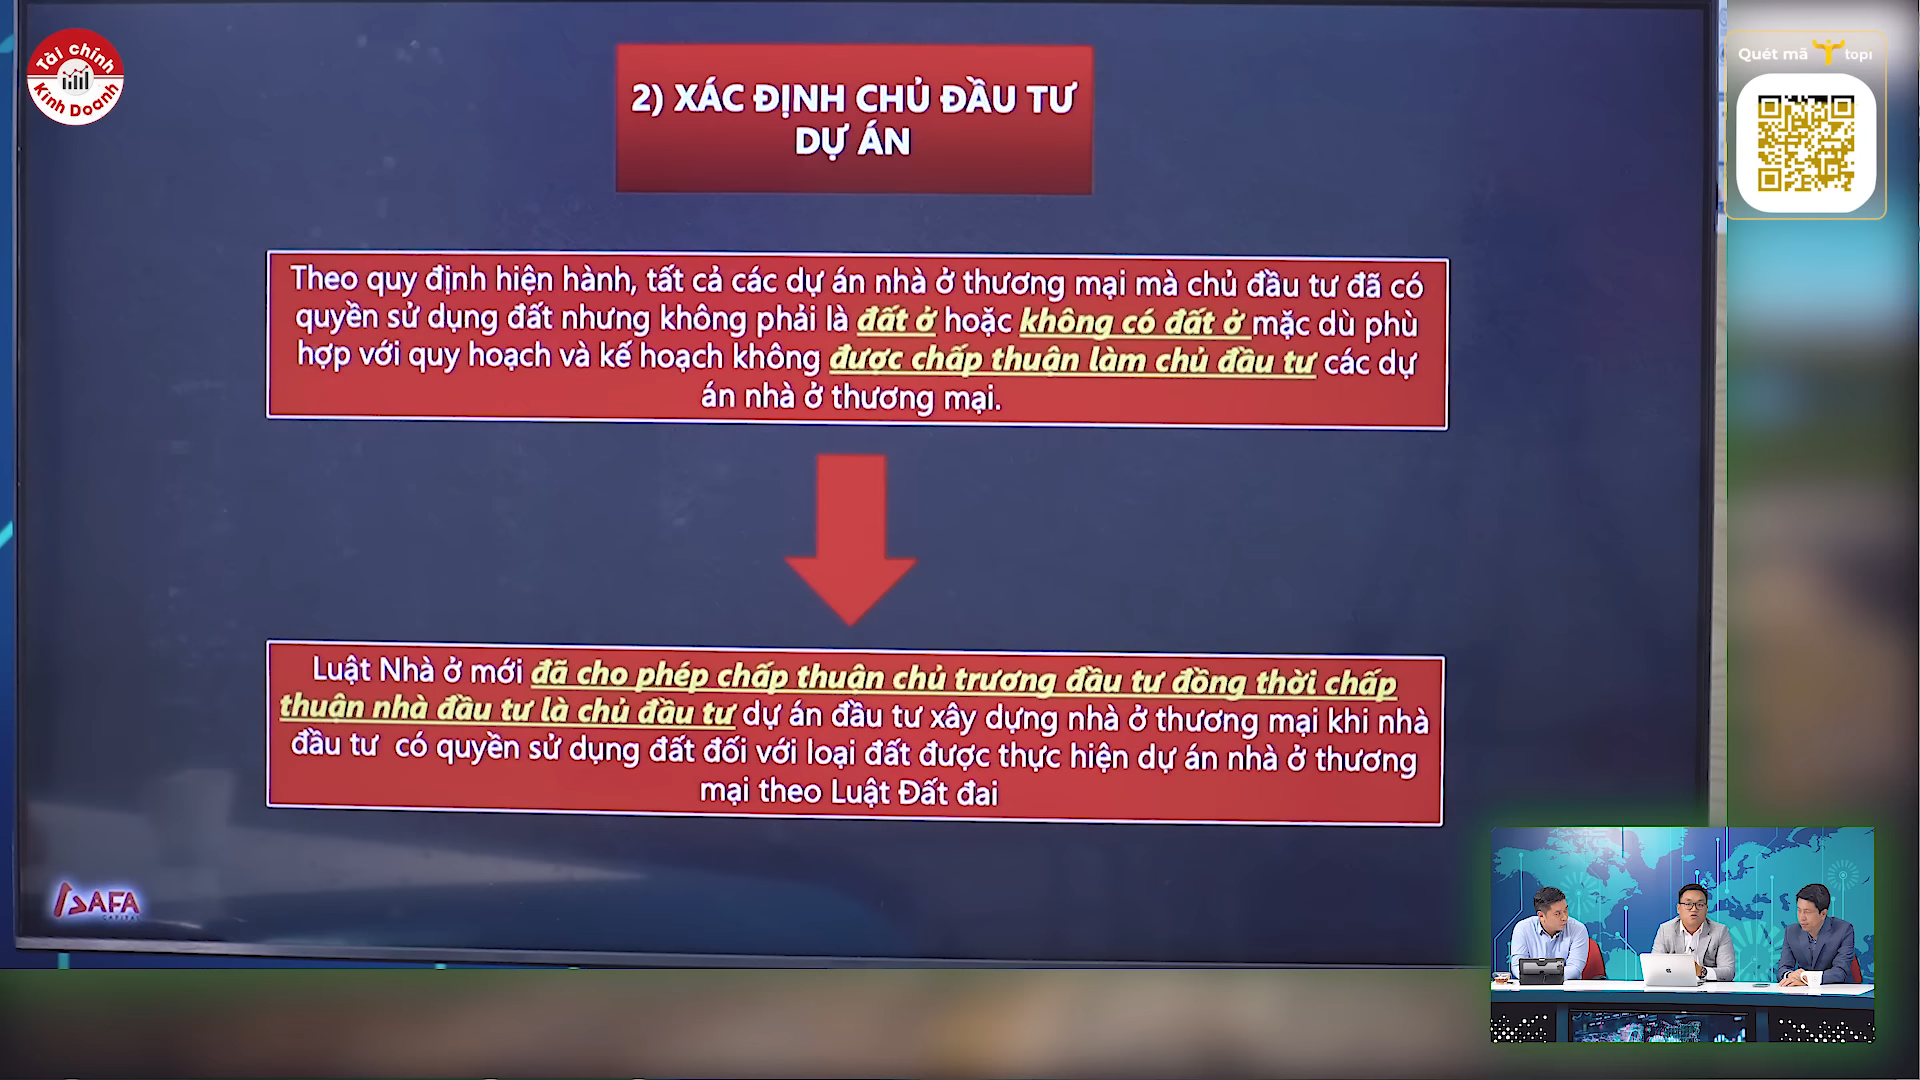 Tài chính
Kinh Doanh
Quét mã topi
2) XÁC ĐỊNH CHỦ ĐẦU TƯ
DỰ ÁN
Theo quy định hiện hành, tất cả các dự án nhà ở thương mại mà chủ đầu tư đã có
quyền sử dụng đất nhưng không phải là đất ở hoặc không có đất ở mặc dù phù
hợp với quy hoạch và kế hoạch không được chấp thuận làm chủ đầu tư các dự
án nhà ở thương mại.
Luật Nhà ở mới đã cho phép chấp thuận chủ trương đầu tư đồng thời chấp
thuận nhà đầu tư là chủ đầu tư dự án đầu tư xây dựng nhà ở thương mại khi nhà
đầu tư có quyền sử dụng đất đối với loại đất được thực hiện dự án nhà ở thương
mại theo Luật Đất đai
AFA
CAPITAL